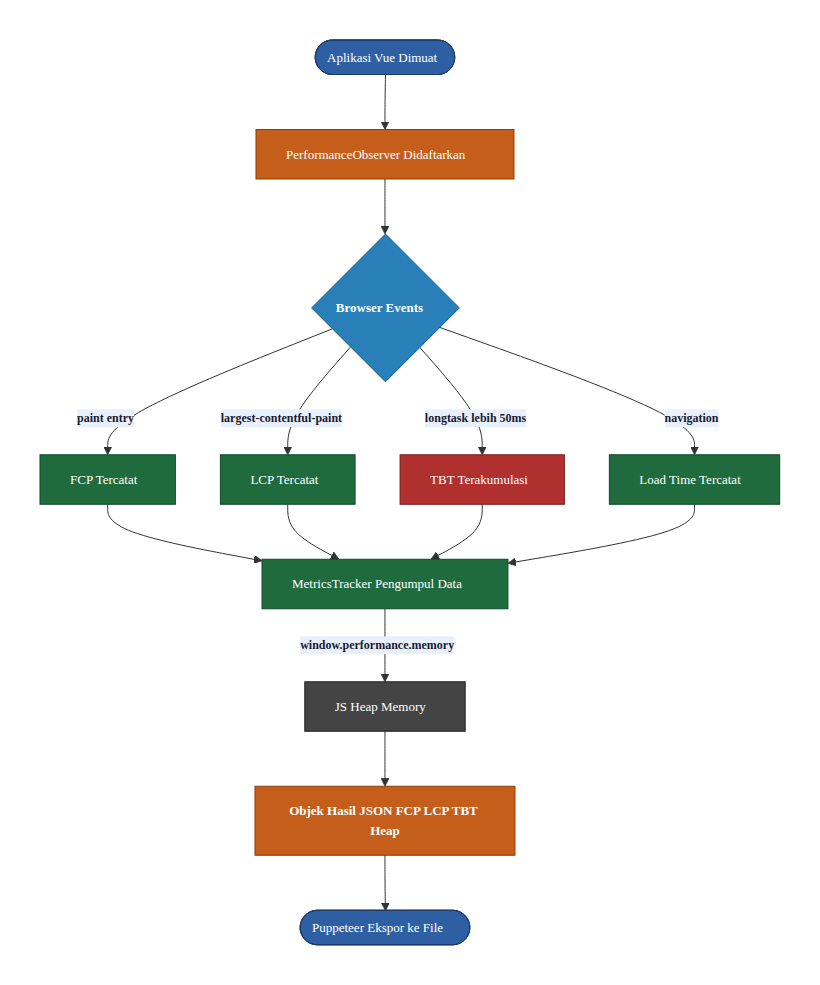 Aplikasi Vue Dimuat
PerformanceObserver Didaftarkan
Browser Events
paint entry
largest-contentful-paint
longtask lebih 50ms
navigation
FCP Tercatat
LCP Tercatat
TBT Terakumulasi
Load Time Tercatat
MetricsTracker Pengumpul Data
window.performance.memory
JS Heap Memory
Objek Hasil JSON FCP LCP TBT
Heap
Puppeteer Ekspor ke File